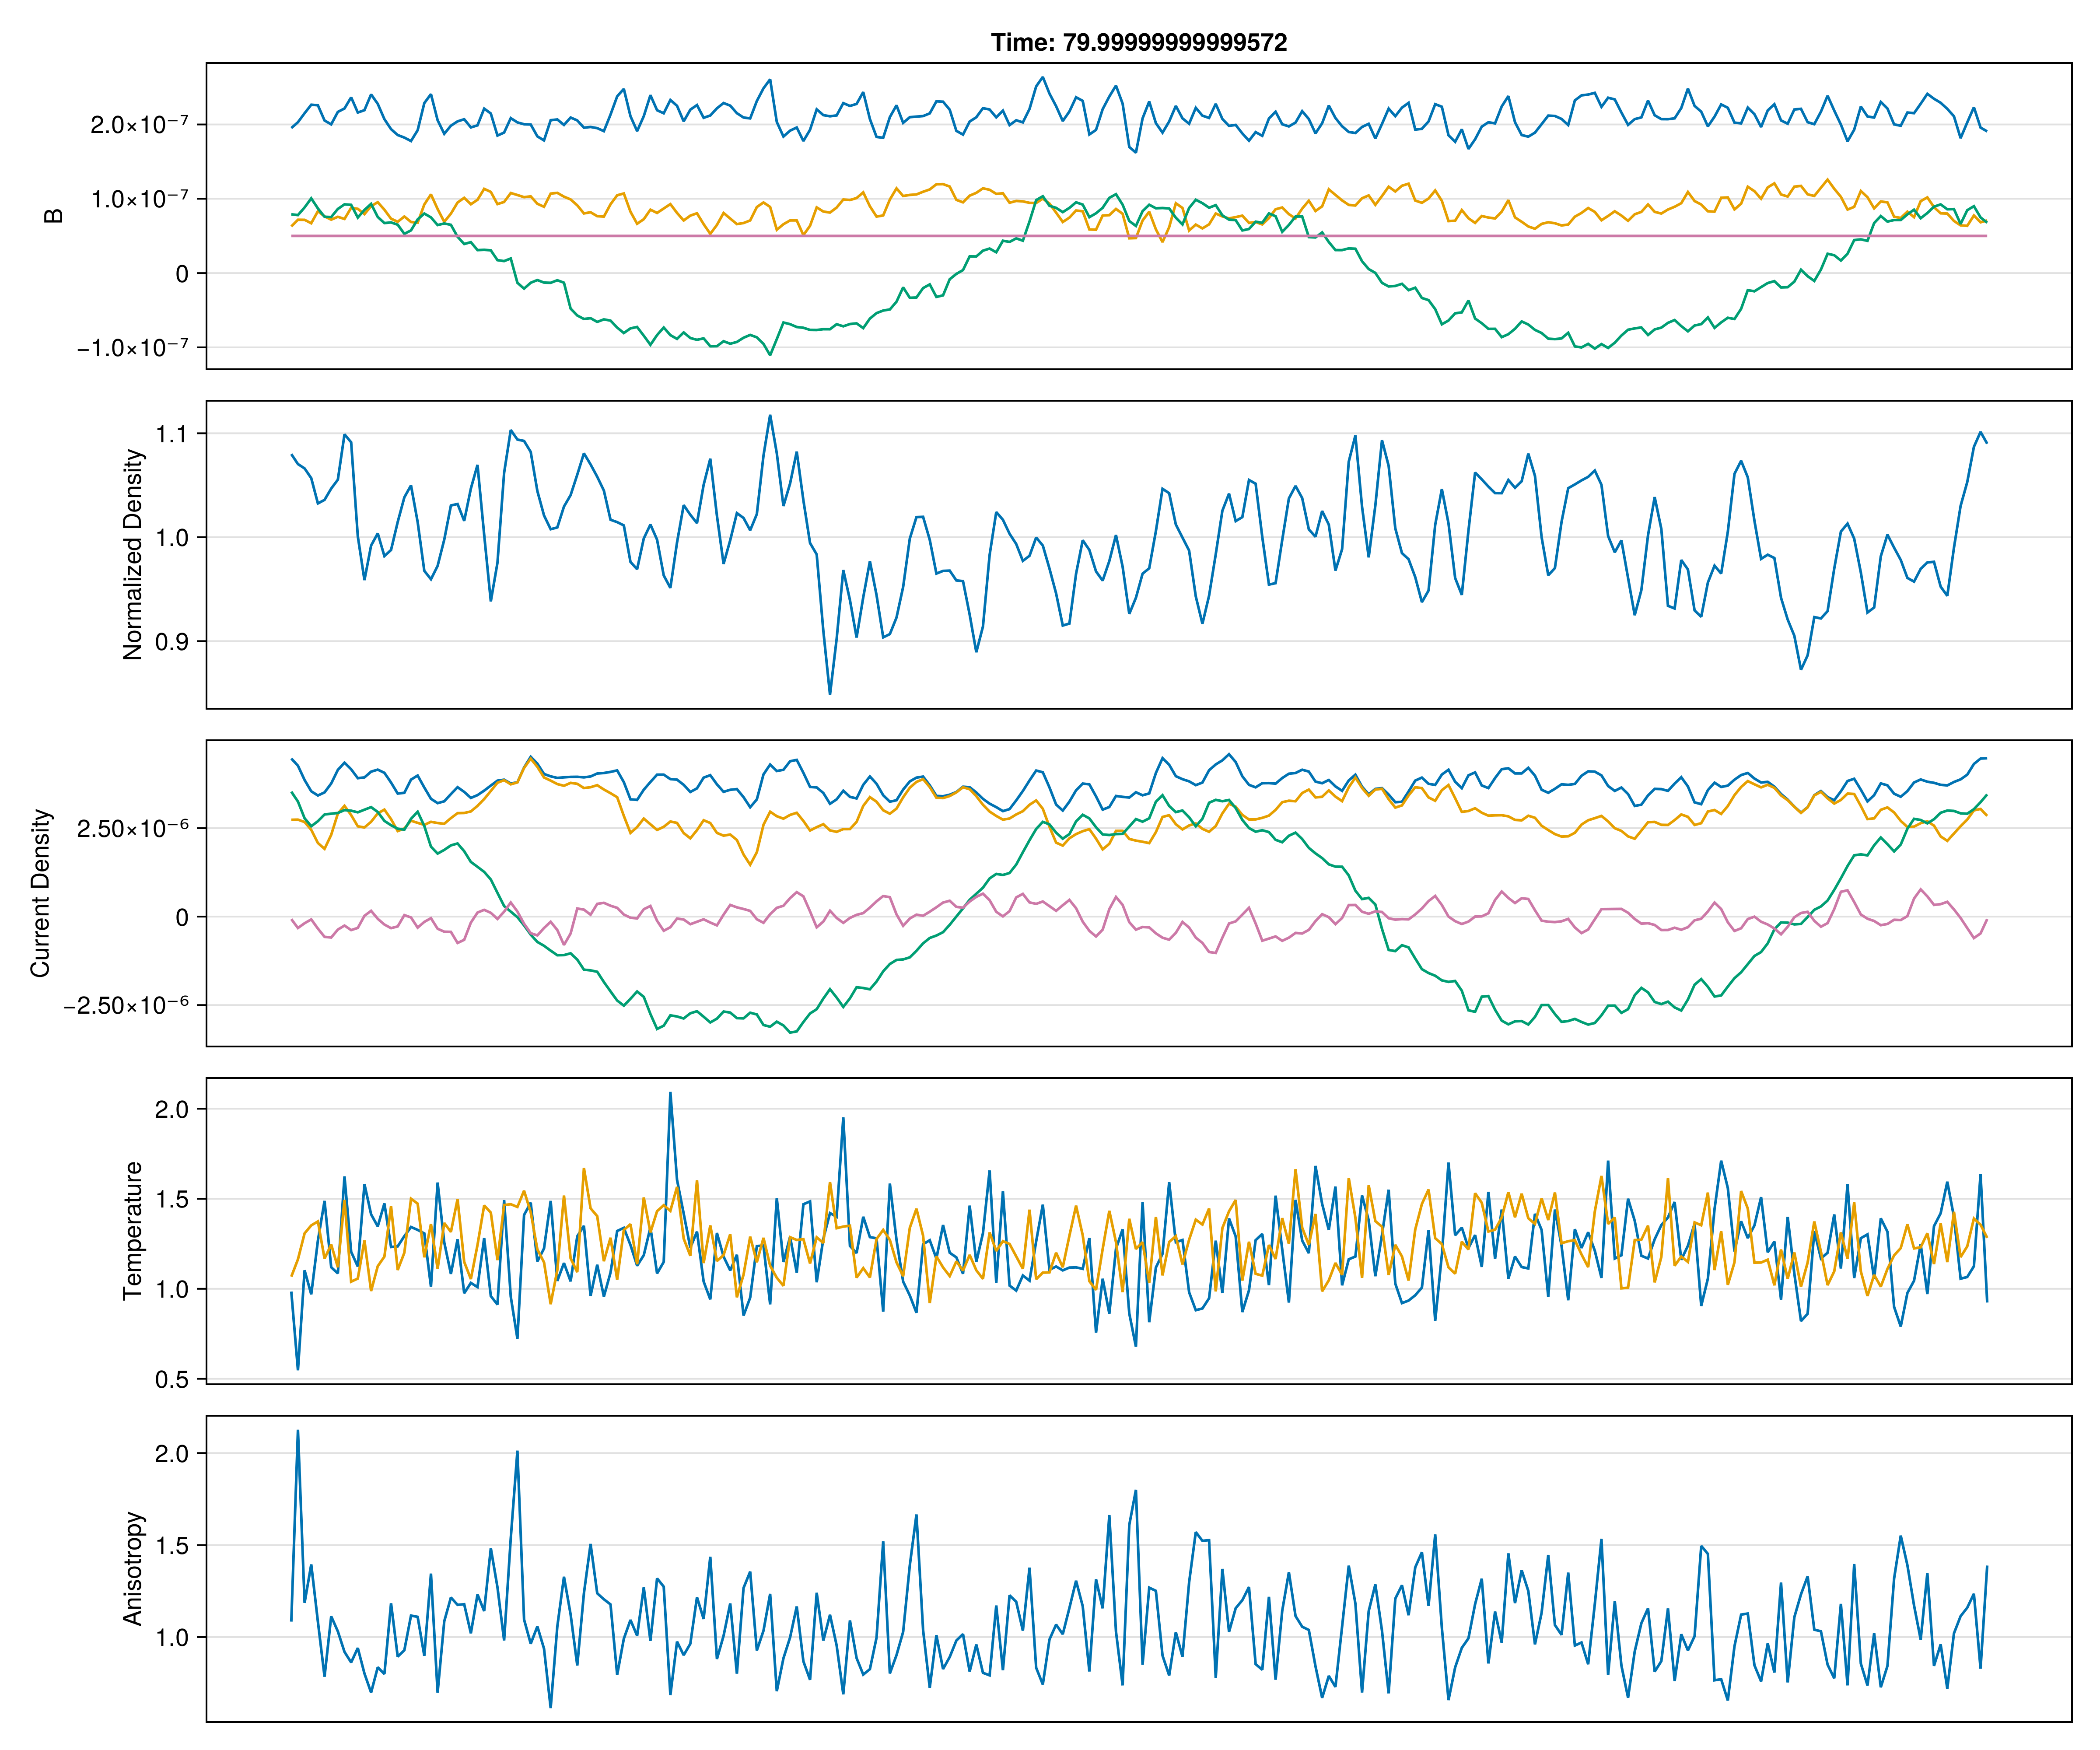 Time: 79.99999999999572
B
2.0×10⁻⁷
1.0×10⁻⁷
0
−1.0×10⁻⁷
Normalized Density
1.1
1.0
0.9
Current Density
2.50×10⁻⁶
0
−2.50×10⁻⁶
Temperature
2.0
1.5
1.0
0.5
Anisotropy
2.0
1.5
1.0